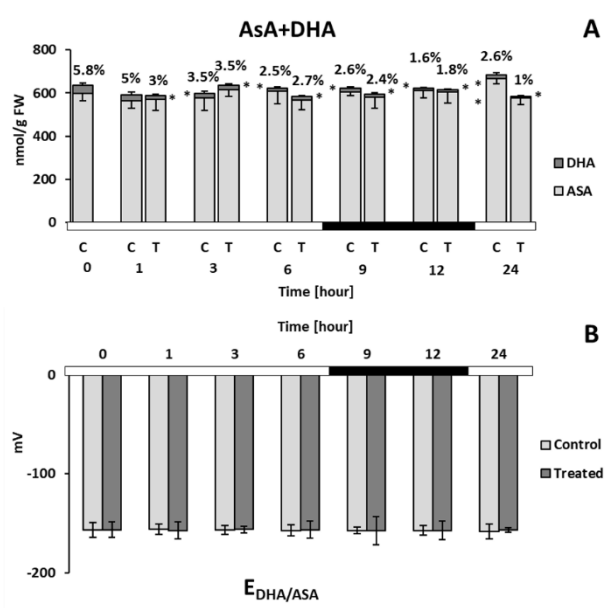 AsA+DHA
A
800
600
400
200
0
nmol/g FW
5.8%
5% 3%
3.5% 3.5%
2.5% 2.7%
2.6% 2.4%
1.6% 1.8%
2.6% 1%
* * * * * * * * * * *
DHA
ASA
C C T C T C T C T C T C T
0 1 3 6 9 12 24
Time [hour]
Time [hour]
B
0 1 3 6 9 12 24
0
-100
-200
mV
Control
Treated
EDHA/ASA